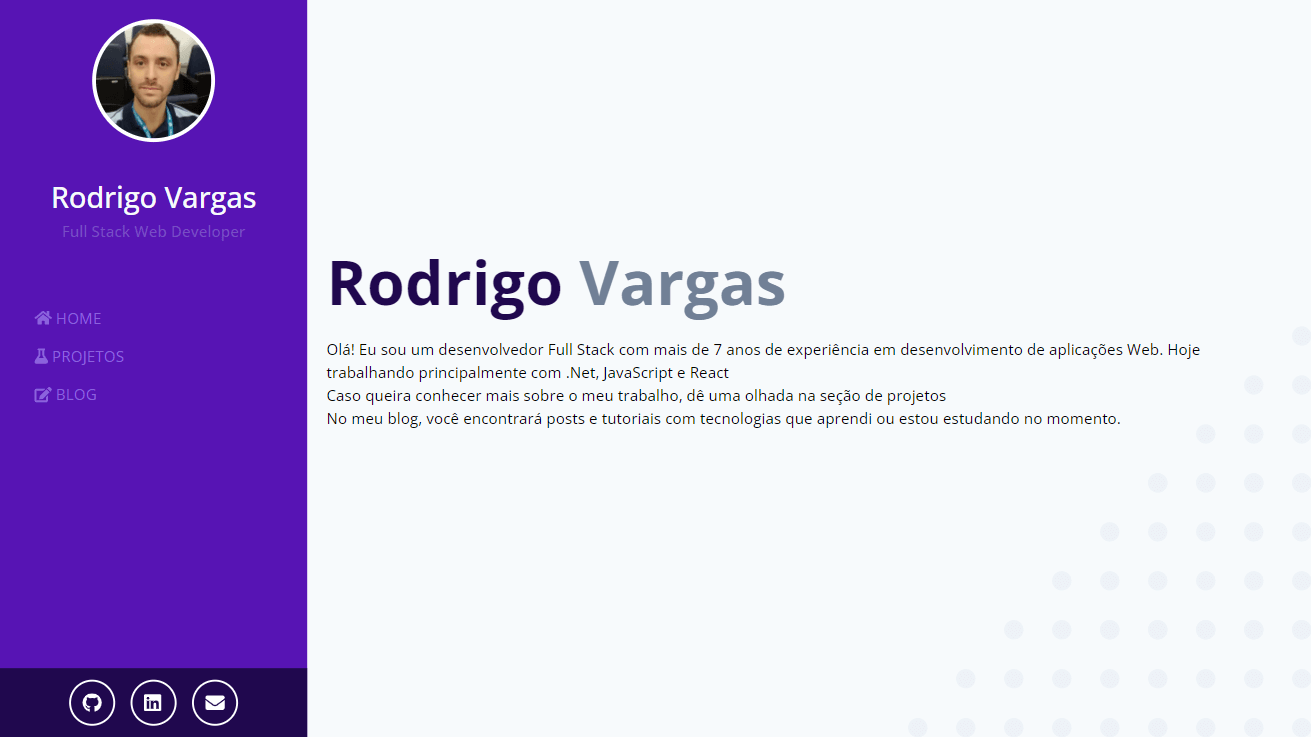 Rodrigo Vargas
Full Stack Web Developer
HOME
PROJETOS
BLOG
Rodrigo Vargas
Olá! Eu sou um desenvolvedor Full Stack com mais de 7 anos de experiência em desenvolvimento de aplicações Web. Hoje
trabalhando principalmente com .Net, JavaScript e React
Caso queira conhecer mais sobre o meu trabalho, dê uma olhada na seção de projetos
No meu blog, você encontrará posts e tutoriais com tecnologias que aprendi ou estou estudando no momento.